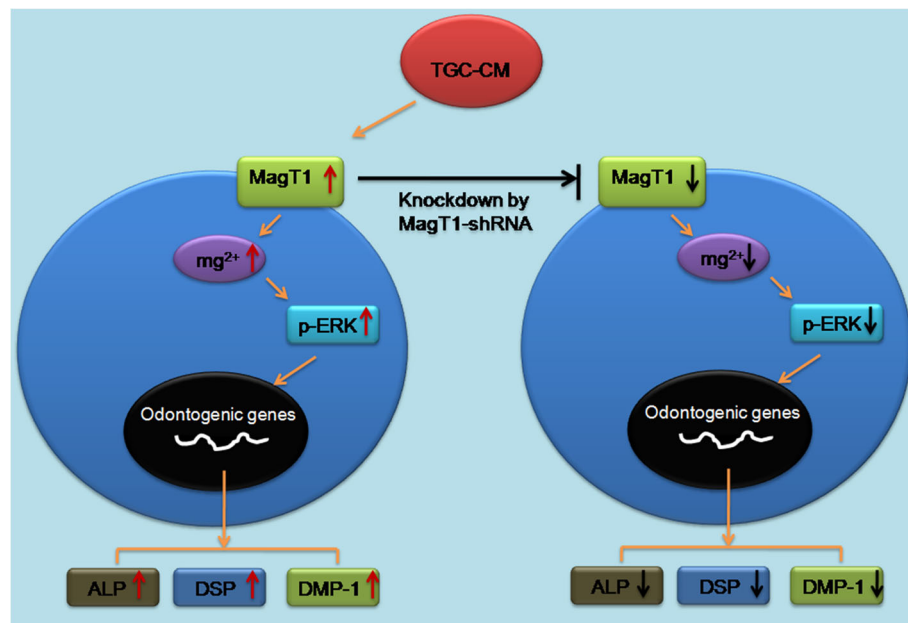 TGC-CM
MagT1
MagT1
Knockdown by
MagT1-shRNA
mg²⁺
mg²⁺
p-ERK
p-ERK
Odontogenic genes
Odontogenic genes
ALP
DSP
DMP-1
ALP
DSP
DMP-1